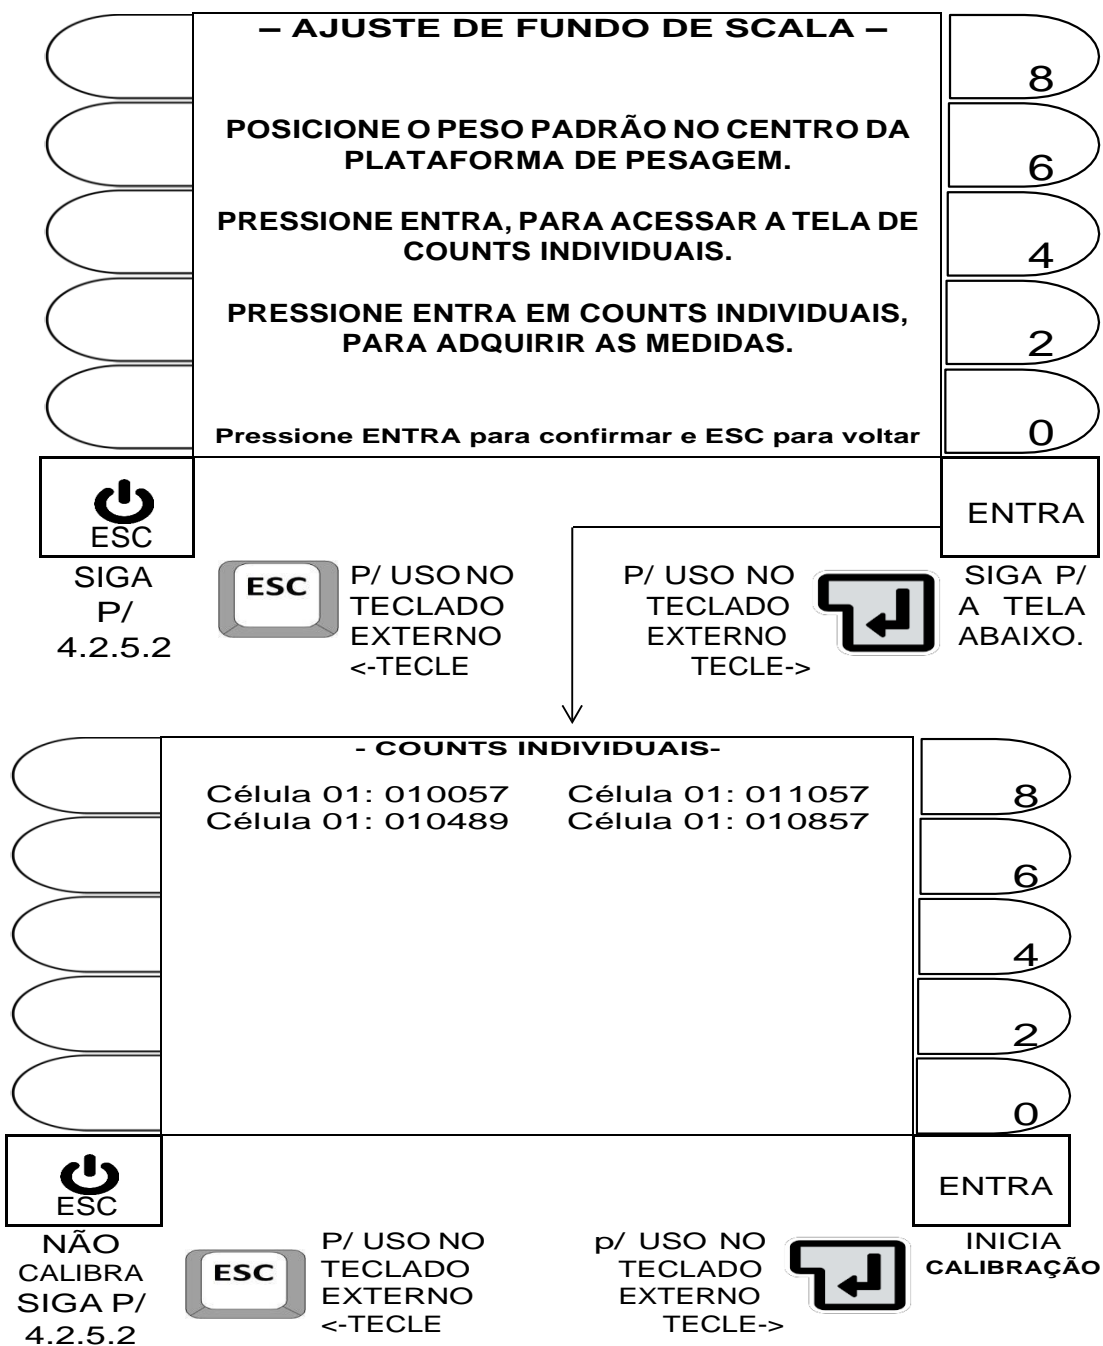 – AJUSTE DE FUNDO DE SCALA –
8
POSICIONE O PESO PADRÃO NO CENTRO DA
PLATAFORMA DE PESAGEM.
6
PRESSIONE ENTRA, PARA ACESSAR A TELA DE
COUNTS INDIVIDUAIS.
4
PRESSIONE ENTRA EM COUNTS INDIVIDUAIS,
PARA ADQUIRIR AS MEDIDAS.
2
Pressione ENTRA para confirmar e ESC para voltar
0
ESC
ENTRA
SIGA
P/
4.2.5.2
ESC
P/ USO NO
TECLADO
EXTERNO
<-TECLE
P/ USO NO
TECLADO
EXTERNO
TECLE->
SIGA P/
A TELA
ABAIXO.
- COUNTS INDIVIDUAIS-
Célula 01: 010057 Célula 01: 011057
Célula 01: 010489 Célula 01: 010857
8
6
4
2
0
ESC
ENTRA
NÃO
CALIBRA
SIGA P/
4.2.5.2
ESC
P/ USO NO
TECLADO
EXTERNO
<-TECLE
p/ USO NO
TECLADO
EXTERNO
TECLE->
INICIA
CALIBRAÇÃO